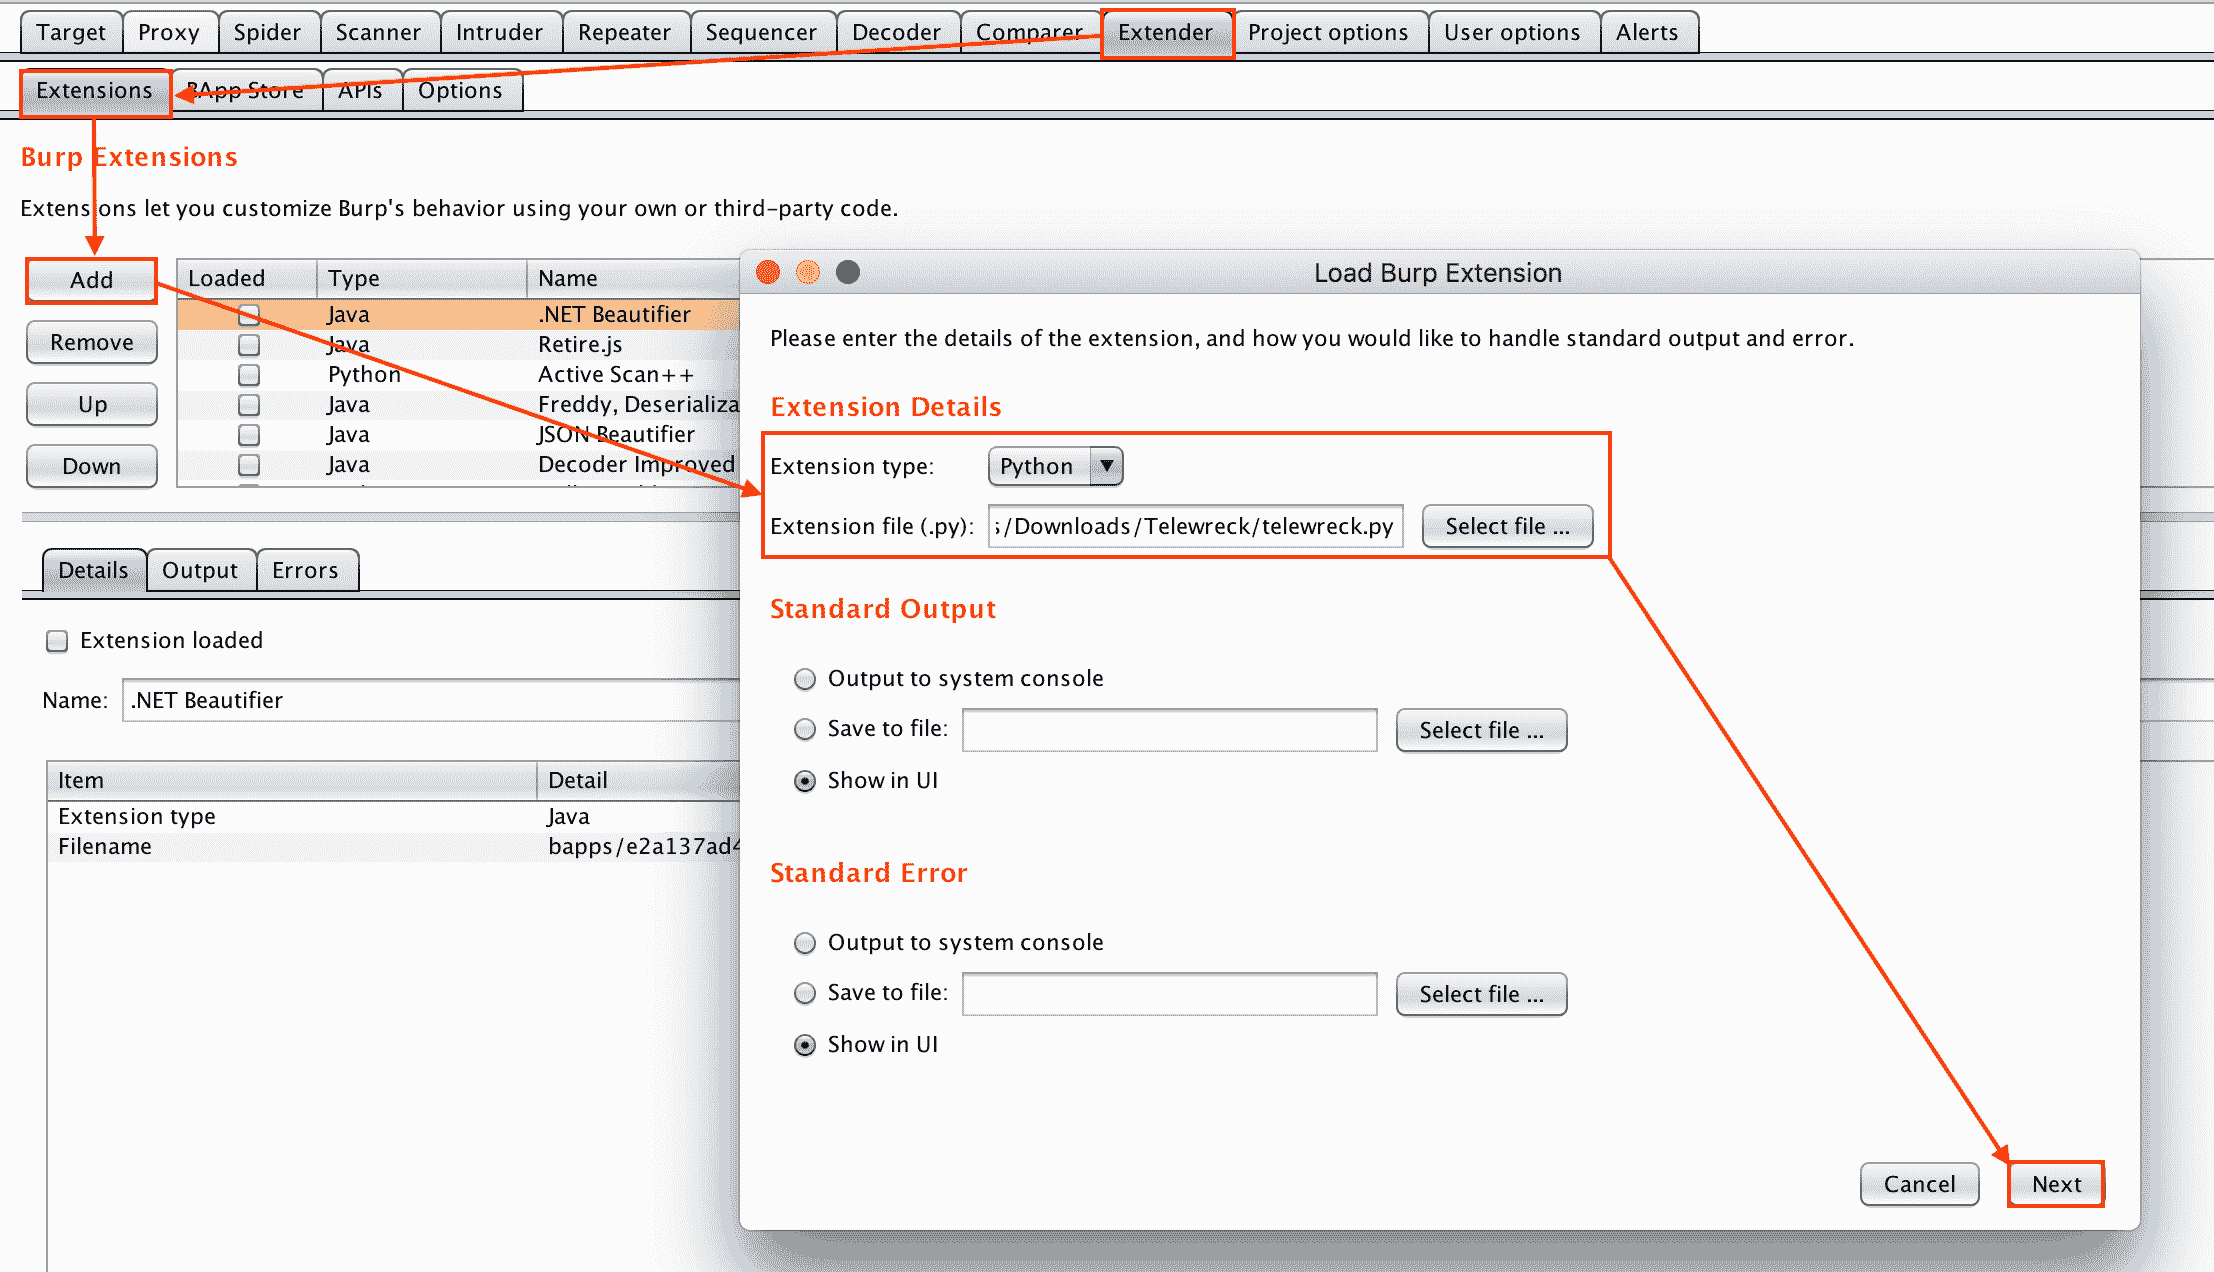 Target Proxy Spider Scanner Intruder Repeater Sequencer Decoder Comparer Extender Project options User options Alerts
Extensions BApp Store APIs Options
Burp Extensions
Extensions let you customize Burp's behavior using your own or third-party code.
Add
Remove
Up
Down
Loaded Type Name
Java .NET Beautifier
Java Retire.js
Python Active Scan++
Java Freddy, Deserializa
Java JSON Beautifier
Java Decoder Improved
Details Output Errors
Extension loaded
Name: .NET Beautifier
Item Detail
Extension type Java
Filename bapps/e2a137ad4
Load Burp Extension
Please enter the details of the extension, and how you would like to handle standard output and error.
Extension Details
Extension type: Python
Extension file (.py): s/Downloads/Telewreck/telewreck.py Select file ...
Standard Output
Output to system console
Save to file: Select file ...
Show in UI
Standard Error
Output to system console
Save to file: Select file ...
Show in UI
Cancel Next